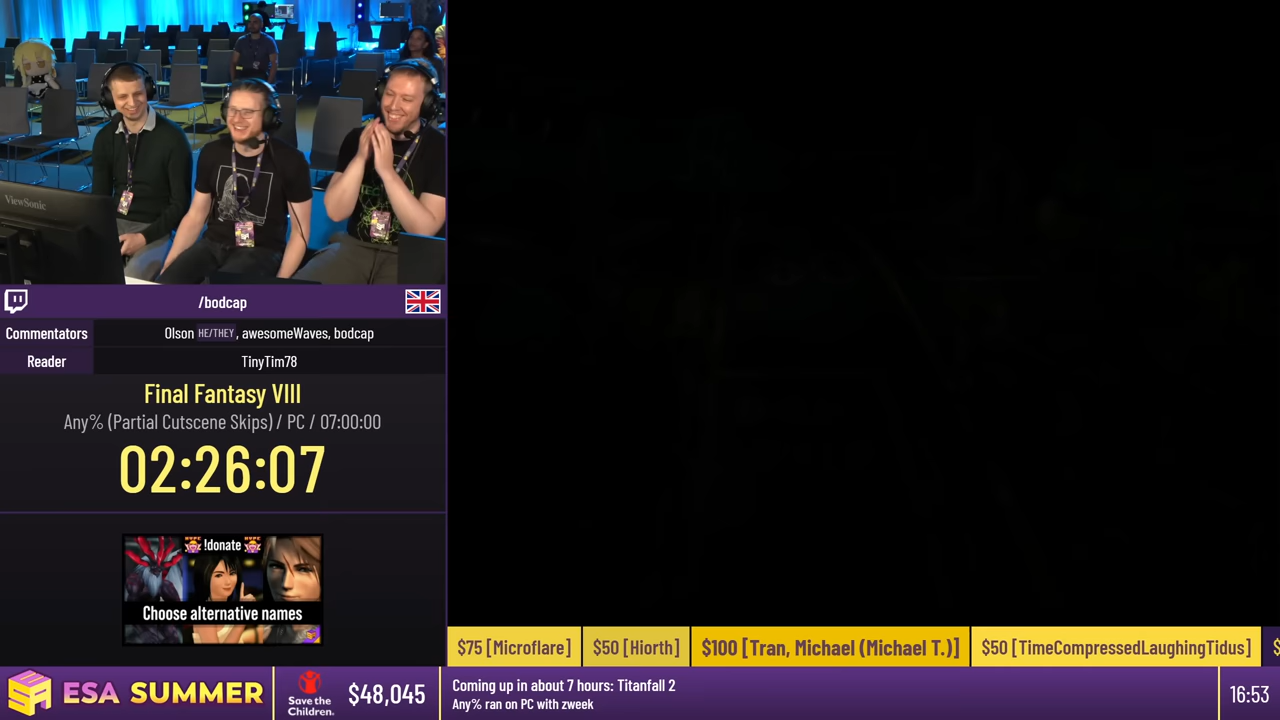 ViewSonic
/bodcap
Commentators
Olson HE/THEY, awesomeWaves, bodcap
Reader
TinyTim78
Final Fantasy VIII
Any% (Partial Cutscene Skips) / PC / 07:00:00
02:26:07
HYPE !donate HYPE
Choose alternative names
$75 [Microflare]
$50 [Hiorth]
$100 [Tran, Michael (Michael T.)]
$50 [TimeCompressedLaughingTidus]
$
ESA SUMMER
Save the
Children.
$48,045
Coming up in about 7 hours: Titanfall 2
Any% ran on PC with zweek
16:53